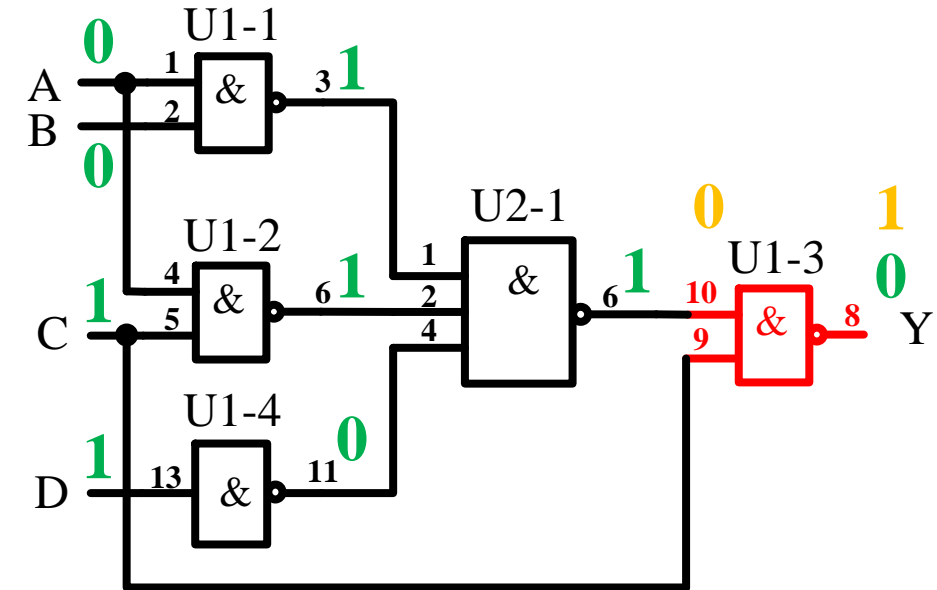 0 U1-1
A 1 & 3 1
B 2
0
U2-1 0 1
U1-2 U1-3 0
1 4 & 6 1 1 & 6 1 10 & 8 Y
C 5 2 9
4
U1-4
1 0
D 13 & 11